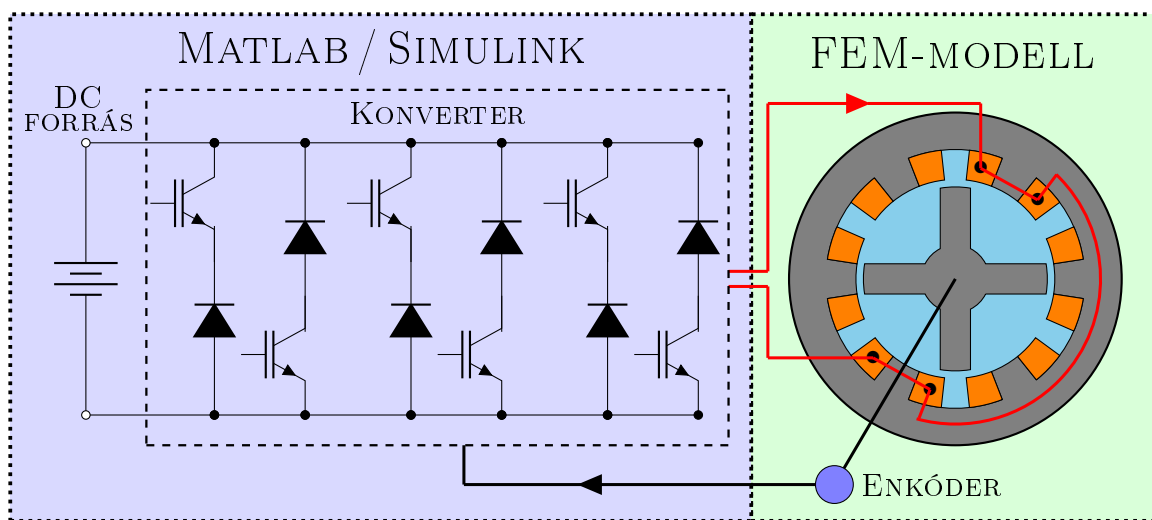 Matlab / Simulink
FEM-modell
DC
forrás
Konverter
Enkóder